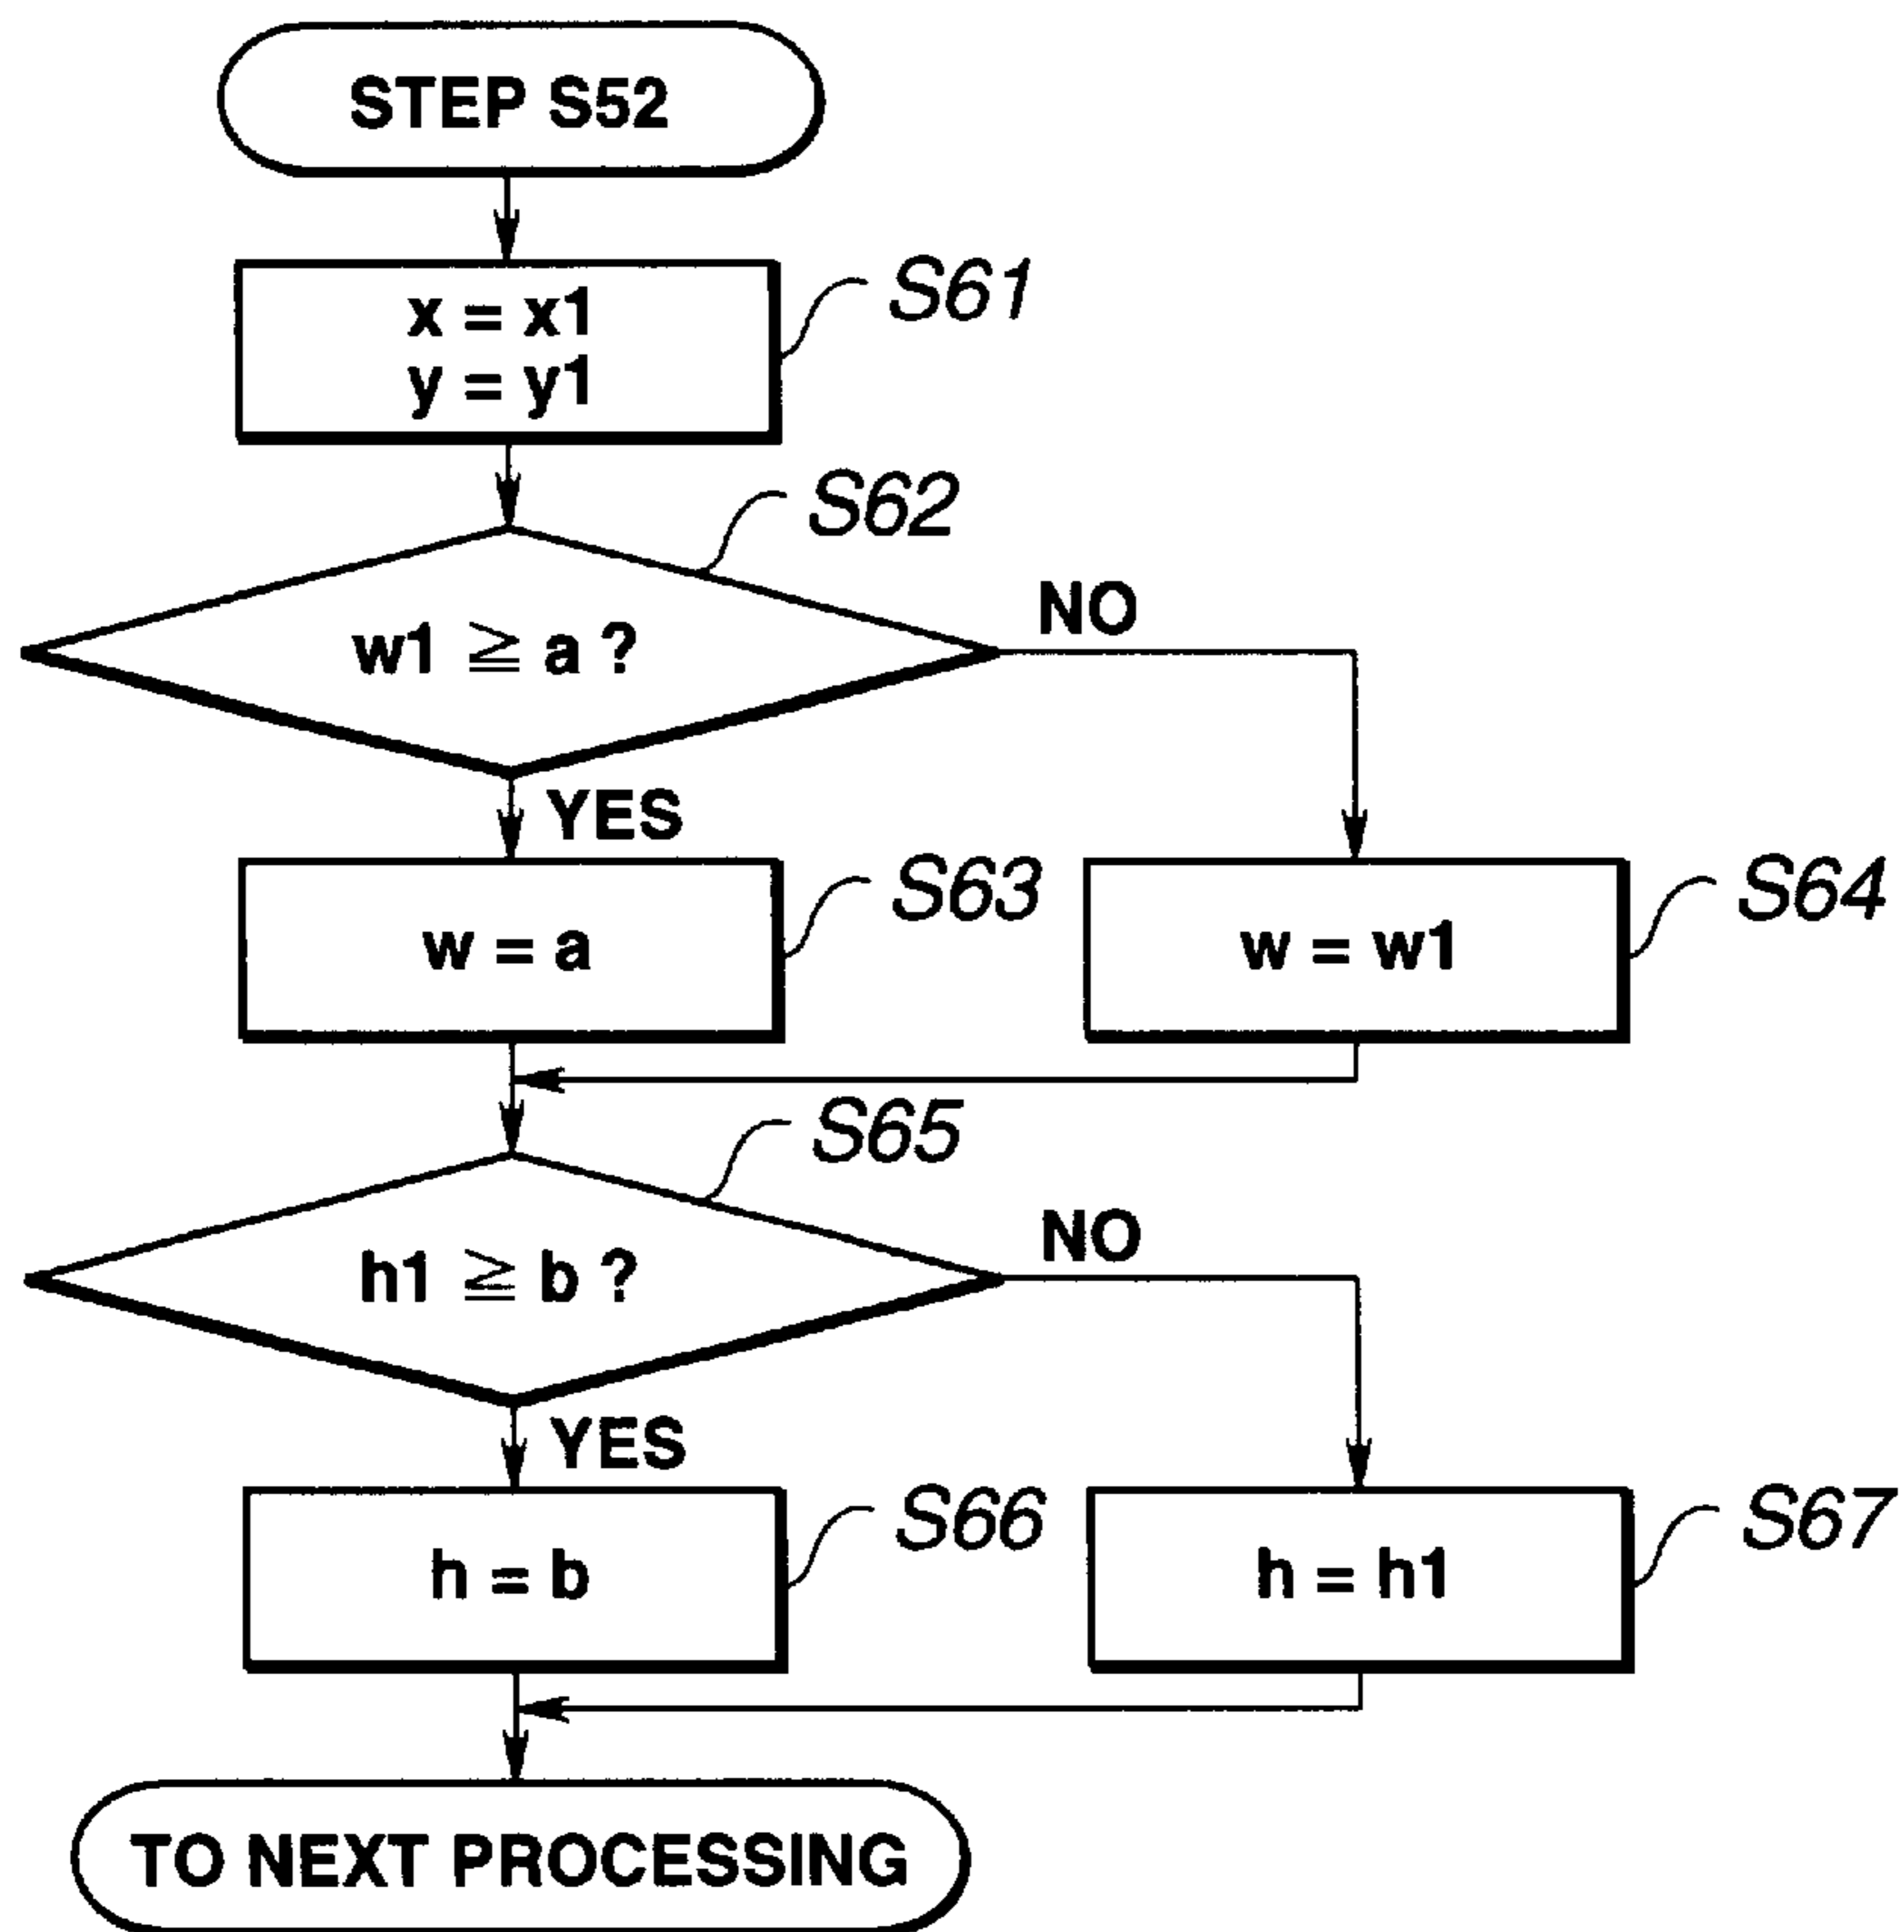 STEP S52
x = x1
y = y1
S61
S62
w1 ≧ a ?
NO
YES
w = a
S63
w = w1
S64
S65
h1 ≧ b ?
NO
YES
h = b
S66
h = h1
S67
TO NEXT PROCESSING